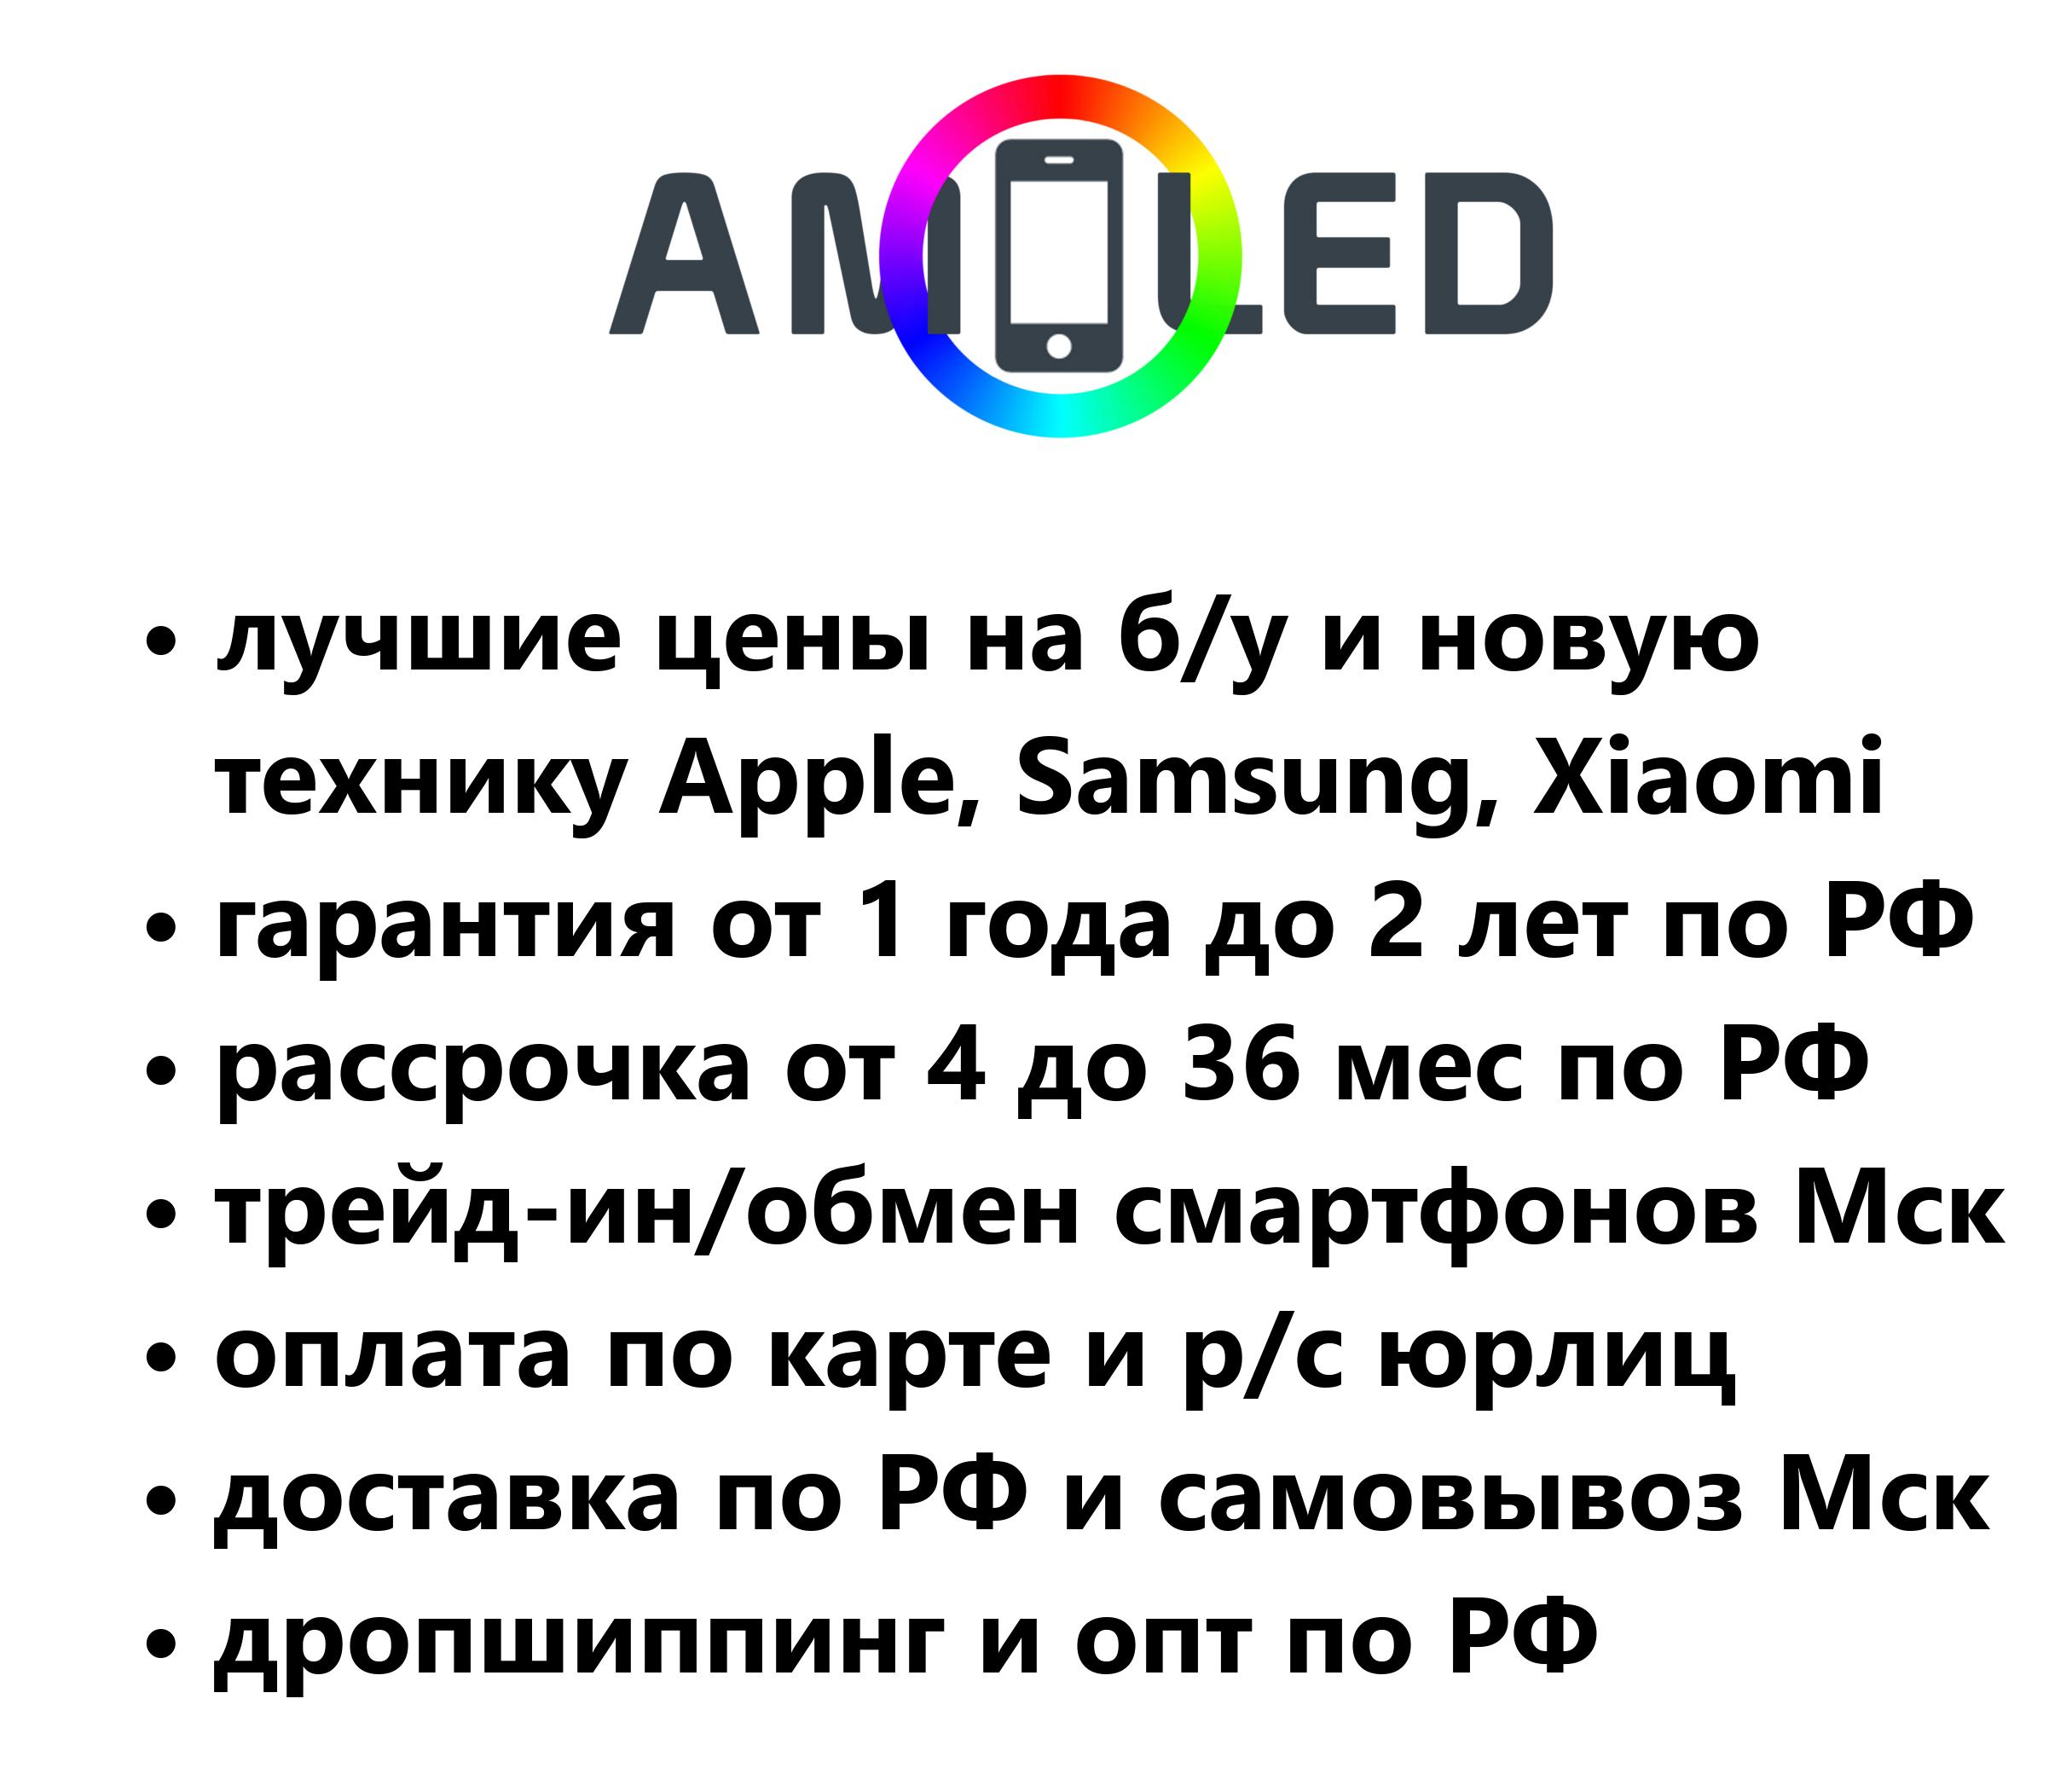 AMOLED
• лучшие цены на б/у и новую
технику Apple, Samsung, Xiaomi
• гарантия от 1 года до 2 лет по РФ
• рассрочка от 4 до 36 мес по РФ
• трейд-ин/обмен смартфонов Мск
• оплата по карте и р/с юрлиц
• доставка по РФ и самовывоз Мск
• дропшиппинг и опт по РФ